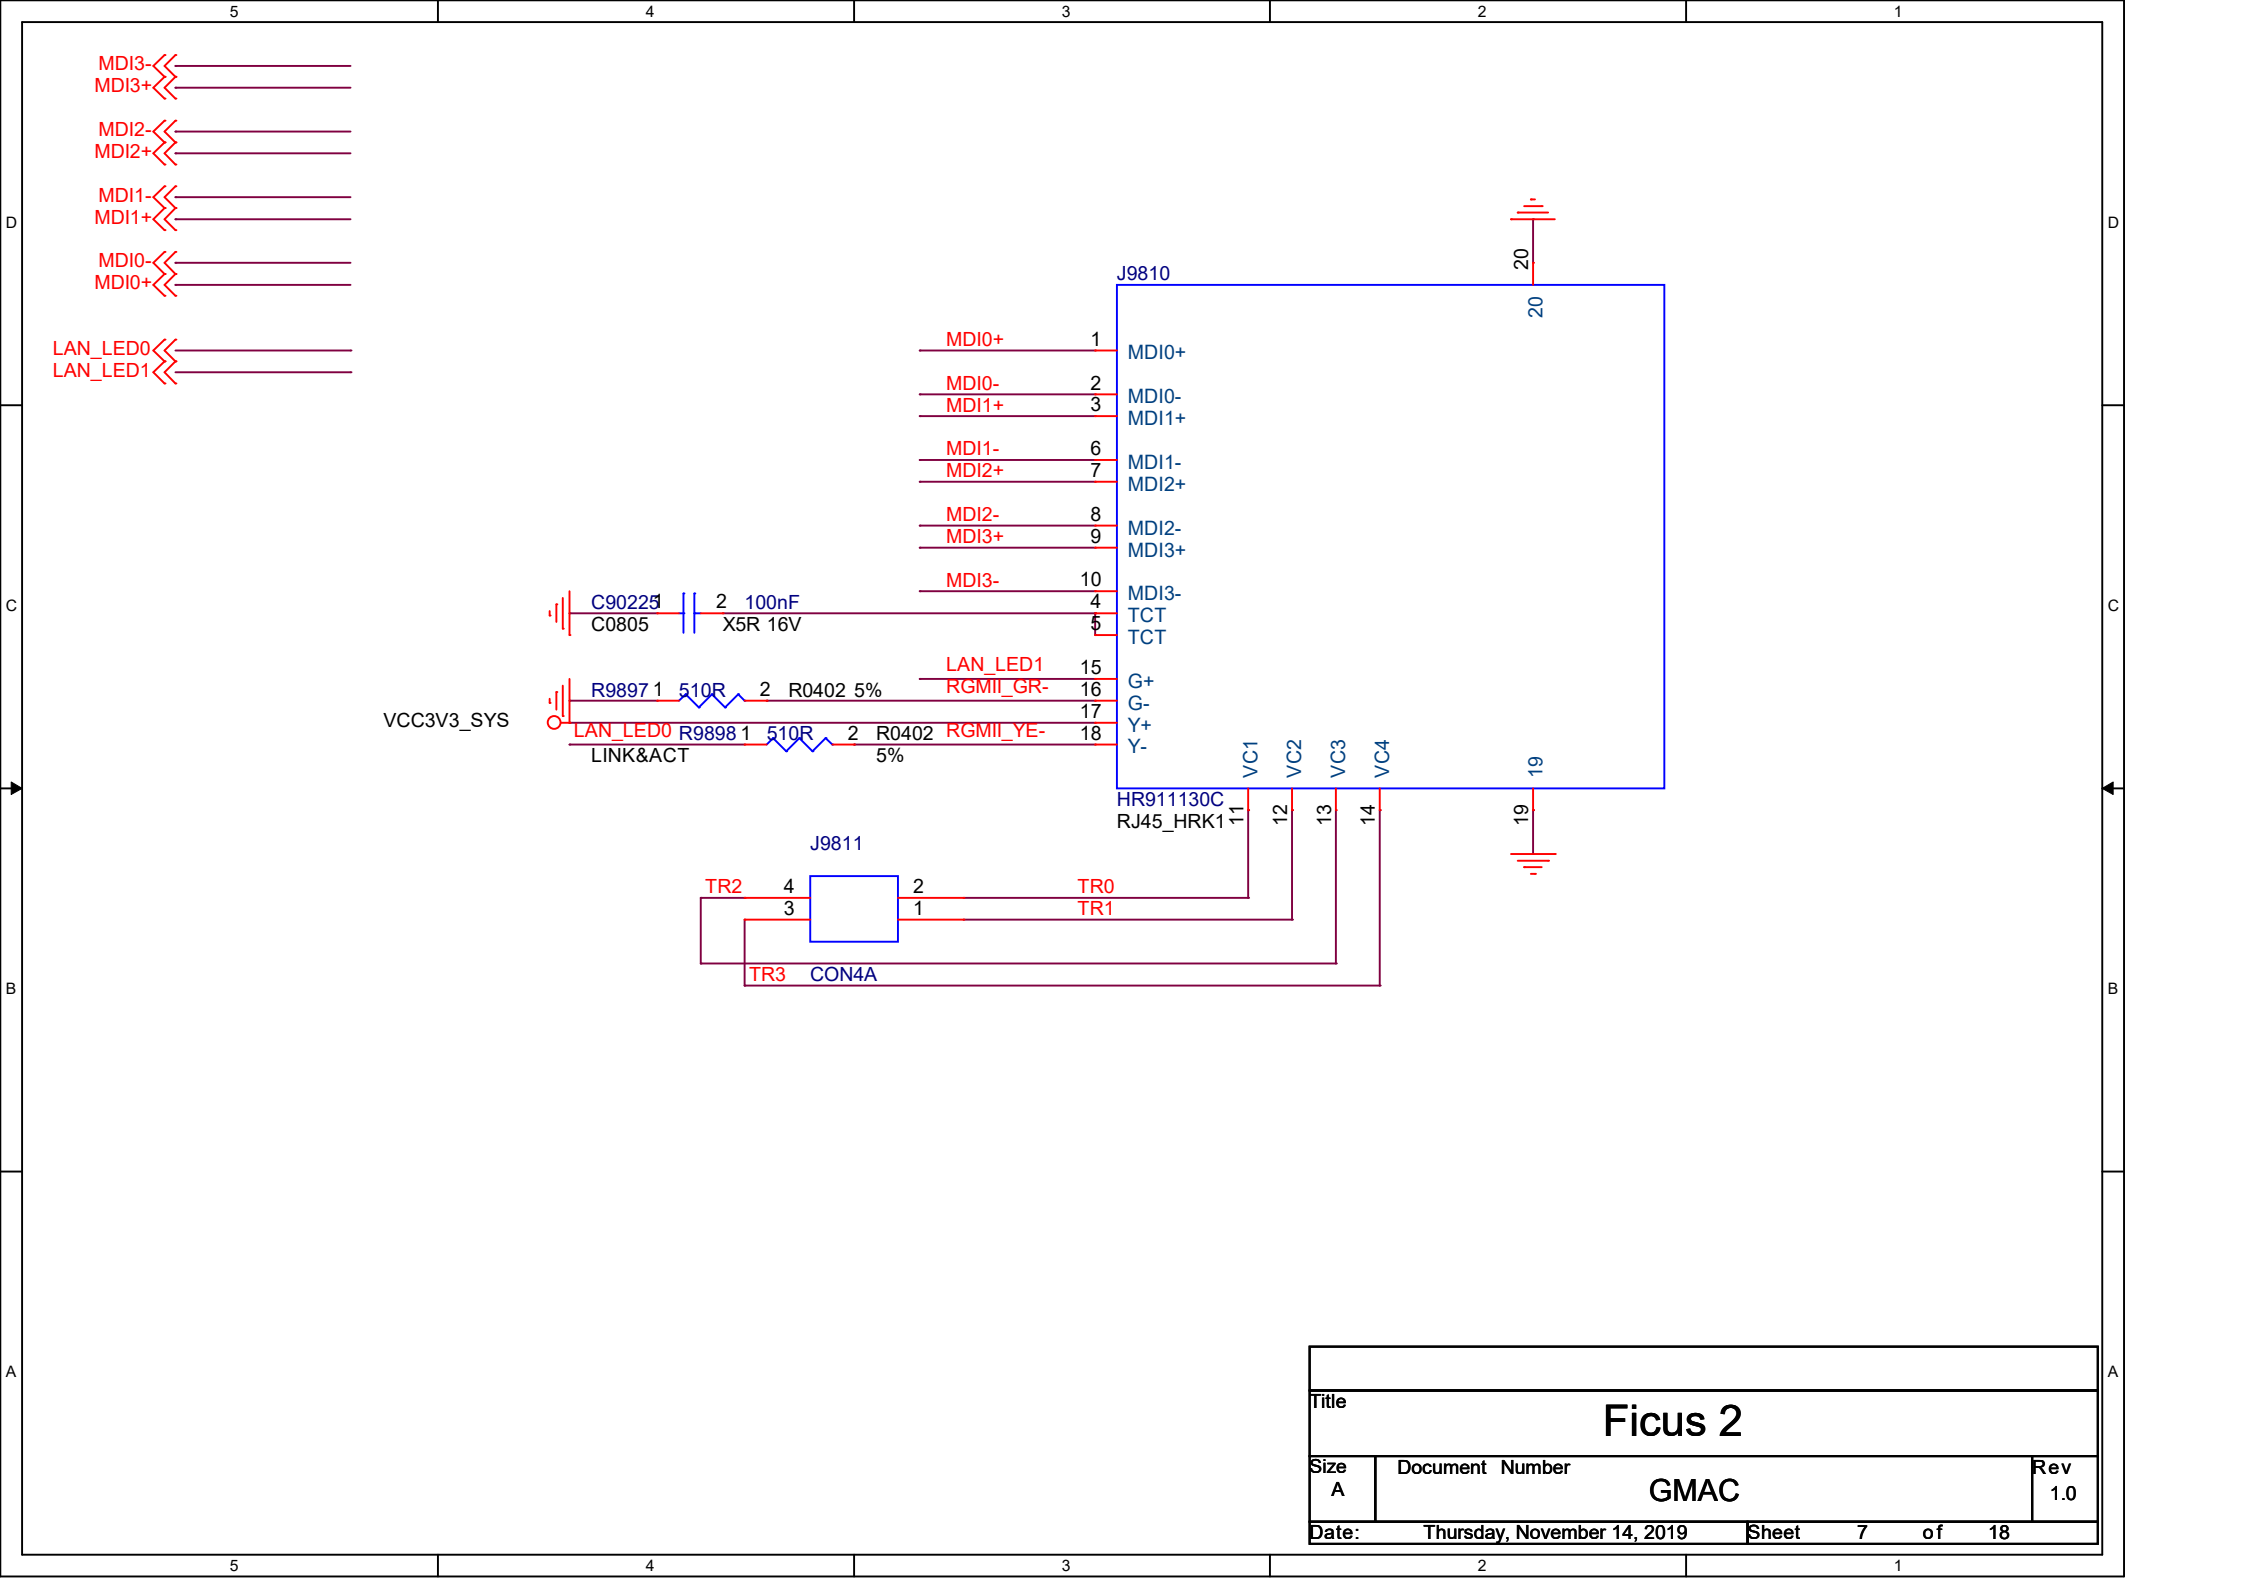 5 4 3 2 1
MDI3-
MDI3+
MDI2-
MDI2+
MDI1-
MDI1+
D D
MDI0-
MDI0+
LAN_LED0
LAN_LED1
20
J9810
20
MDI0+ 1 MDI0+
MDI0- 2 MDI0-
MDI1+ 3 MDI1+
MDI1- 6 MDI1-
MDI2+ 7 MDI2+
MDI2- 8 MDI2-
MDI3+ 9 MDI3+
MDI3- 10 MDI3-
C C
C90225 1 2 100nF 4 TCT
C0805 X5R 16V 5 TCT
LAN_LED1 15 G+
R9897 1 510R 2 R0402 5% RGMII_GR- 16 G-
VCC3V3_SYS 17 Y+
LAN_LED0 R9898 1 510R 2 R0402 RGMII_YE- 18 Y-
LINK&ACT 5%
VC1 VC2 VC3 VC4 19
HR911130C
RJ45_HRK1
11 12 13 14 19
J9811
TR2 4 2 TR0
3 1 TR1
TR3 CON4A
B B
A A
Title
Ficus 2
Size Document Number Rev
A GMAC 1.0
Date: Thursday, November 14, 2019 Sheet 7 of 18
5 4 3 2 1